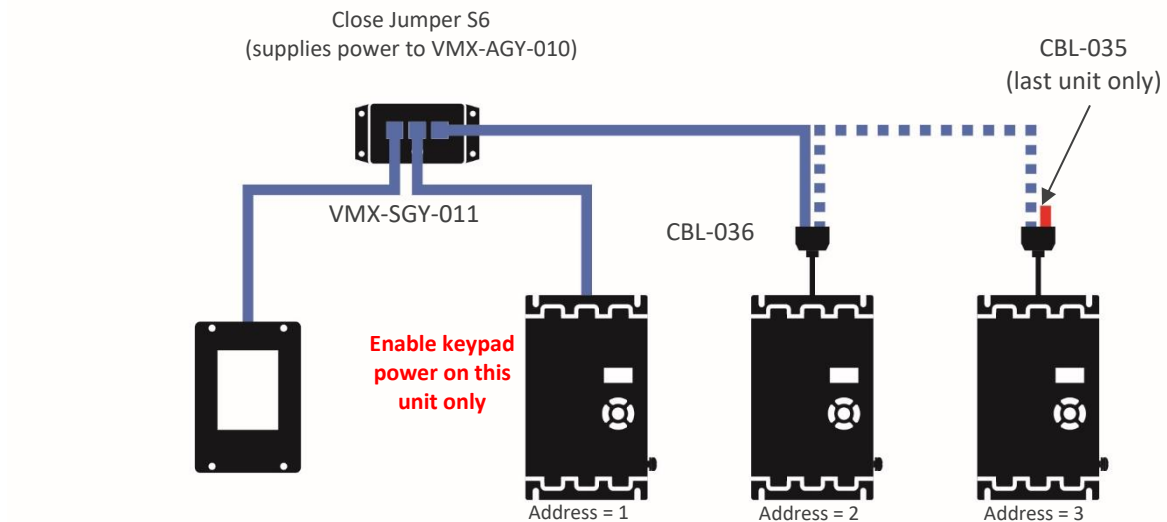 Close Jumper S6
(supplies power to VMX-AGY-010)
CBL-035
(last unit only)
VMX-SGY-011
CBL-036
Enable keypad
power on this
unit only
Address = 1
Address = 2
Address = 3